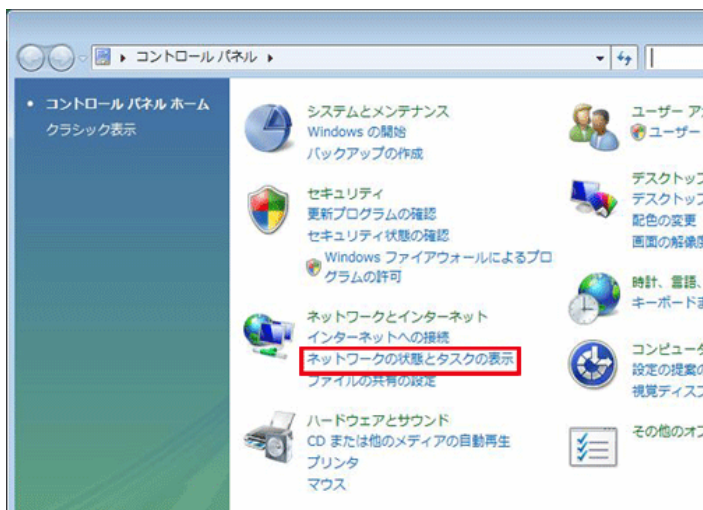 コントロール パネル
コントロール パネル ホーム
クラシック表示
システムとメンテナンス
Windows の開始
バックアップの作成
セキュリティ
更新プログラムの確認
セキュリティ状態の確認
Windows ファイアウォールによるプロ
グラムの許可
ネットワークとインターネット
インターネットへの接続
ネットワークの状態とタスクの表示
ファイルの共有の設定
ハードウェアとサウンド
CD または他のメディアの自動再生
プリンタ
マウス
ユーザー ア
ユーザー
デスクトップ
デスクトップ
配色の変更
画面の解像度
時計、言語、
キーボードま
コンピュータ
設定の提案の
視覚ディスプ
その他のオプ